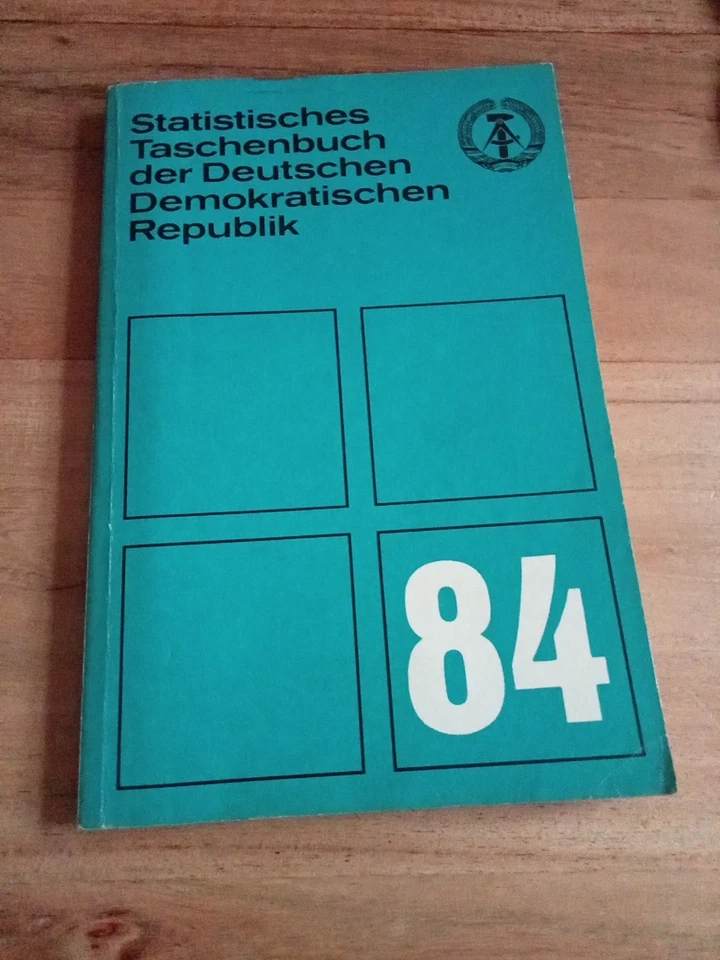 Statistisches
Taschenbuch
der Deutschen
Demokratischen
Republik
84